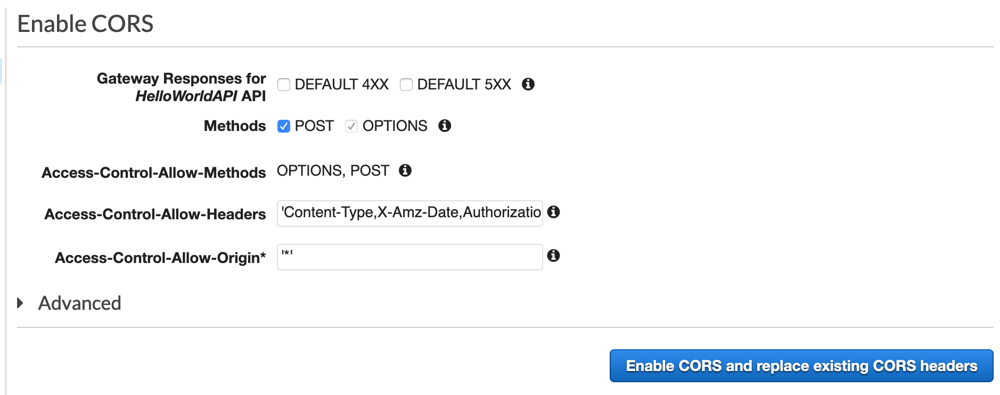 Enable CORS
Gateway Responses for
HelloWorldAPI API
DEFAULT 4XX DEFAULT 5XX
Methods POST OPTIONS
Access-Control-Allow-Methods OPTIONS, POST
Access-Control-Allow-Headers 'Content-Type,X-Amz-Date,Authorizatio
Access-Control-Allow-Origin* '*'
Advanced
Enable CORS and replace existing CORS headers